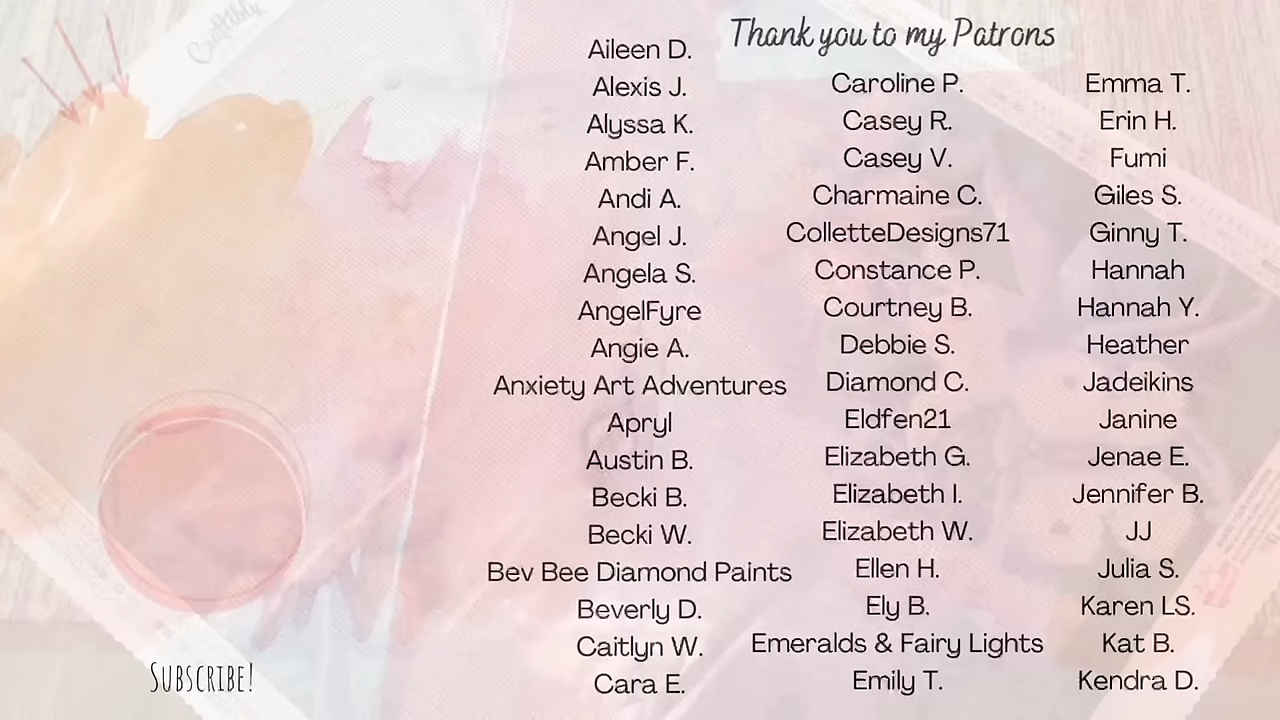 Craftibly
Thank you to my Patrons
Aileen D.
Alexis J.
Alyssa K.
Amber F.
Andi A.
Angel J.
Angela S.
AngelFyre
Angie A.
Anxiety Art Adventures
Apryl
Austin B.
Becki B.
Becki W.
Bev Bee Diamond Paints
Beverly D.
Caitlyn W.
Cara E.
Caroline P.
Casey R.
Casey V.
Charmaine C.
ColletteDesigns71
Constance P.
Courtney B.
Debbie S.
Diamond C.
Eldfen21
Elizabeth G.
Elizabeth I.
Elizabeth W.
Ellen H.
Ely B.
Emeralds & Fairy Lights
Emily T.
Emma T.
Erin H.
Fumi
Giles S.
Ginny T.
Hannah
Hannah Y.
Heather
Jadeikins
Janine
Jenae E.
Jennifer B.
JJ
Julia S.
Karen LS.
Kat B.
Kendra D.
SUBSCRIBE!